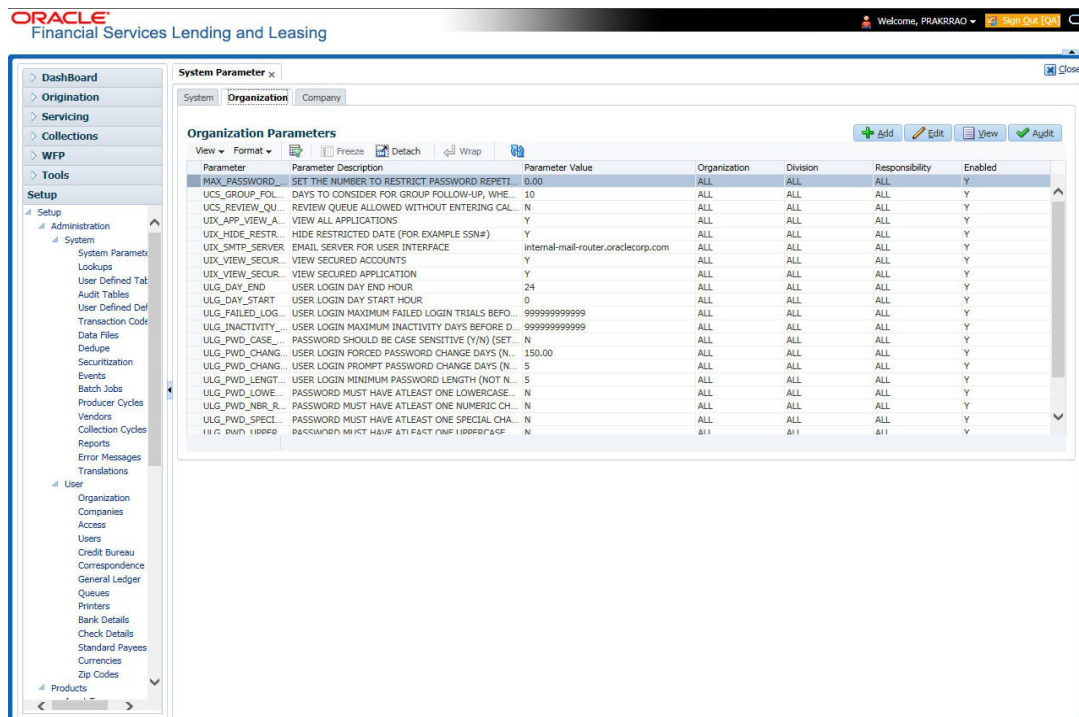 ORACLE
Financial Services Lending and Leasing
Welcome, PRAKRRAO
Sign Out [QA]
DashBoard
Origination
Servicing
Collections
WFP
Tools
Setup
Setup
Administration
System
System Paramete
Lookups
User Defined Tab
Audit Tables
User Defined Def
Transaction Code
Data Files
Dedupe
Securitization
Events
Batch Jobs
Producer Cycles
Vendors
Collection Cycles
Reports
Error Messages
Translations
User
Organization
Companies
Access
Users
Credit Bureau
Correspondence
General Ledger
Queues
Printers
Bank Details
Check Details
Standard Payees
Currencies
Zip Codes
Products
System Parameter x
Close
System Organization Company
Organization Parameters
Add Edit View Audit
View Format Freeze Detach Wrap
Parameter Parameter Description Parameter Value Organization Division Responsibility Enabled
MAX_PASSWORD_... SET THE NUMBER TO RESTRICT PASSWORD REPETI... 0.00 ALL ALL ALL Y
UCS_GROUP_FOL... DAYS TO CONSIDER FOR GROUP FOLLOW-UP, WHE... 10 ALL ALL ALL Y
UCS_REVIEW_QU... REVIEW QUEUE ALLOWED WITHOUT ENTERING CAL... N ALL ALL ALL Y
UIX_APP_VIEW_A... VIEW ALL APPLICATIONS Y ALL ALL ALL Y
UIX_HIDE_RESTR... HIDE RESTRICTED DATE (FOR EXAMPLE SSN#) Y ALL ALL ALL Y
UIX_SMTP_SERVER EMAIL SERVER FOR USER INTERFACE internal-mail-router.oraclecorp.com ALL ALL ALL Y
UIX_VIEW_SECUR... VIEW SECURED ACCOUNTS Y ALL ALL ALL Y
UIX_VIEW_SECUR... VIEW SECURED APPLICATION Y ALL ALL ALL Y
ULG_DAY_END USER LOGIN DAY END HOUR 24 ALL ALL ALL Y
ULG_DAY_START USER LOGIN DAY START HOUR 0 ALL ALL ALL Y
ULG_FAILED_LOG... USER LOGIN MAXIMUM FAILED LOGIN TRIALS BEFO... 999999999999 ALL ALL ALL Y
ULG_INACTIVITY_... USER LOGIN MAXIMUM INACTIVITY DAYS BEFORE D... 999999999999 ALL ALL ALL Y
ULG_PWD_CASE_... PASSWORD SHOULD BE CASE SENSITIVE (Y/N) (SET... N ALL ALL ALL Y
ULG_PWD_CHANG... USER LOGIN FORCED PASSWORD CHANGE DAYS (N... 150.00 ALL ALL ALL Y
ULG_PWD_CHANG... USER LOGIN PROMPT PASSWORD CHANGE DAYS (N... 5 ALL ALL ALL Y
ULG_PWD_LENGT... USER LOGIN MINIMUM PASSWORD LENGTH (NOT N... 5 ALL ALL ALL Y
ULG_PWD_LOWE... PASSWORD MUST HAVE ATLEAST ONE LOWERCASE... N ALL ALL ALL Y
ULG_PWD_NBR_R... PASSWORD MUST HAVE ATLEAST ONE NUMERIC CH... N ALL ALL ALL Y
ULG_PWD_SPECI... PASSWORD MUST HAVE ATLEAST ONE SPECIAL CHA... N ALL ALL ALL Y
ULG_PWD_UPPER... PASSWORD MUST HAVE ATLEAST ONE UPPERCASE... N ALL ALL ALL Y